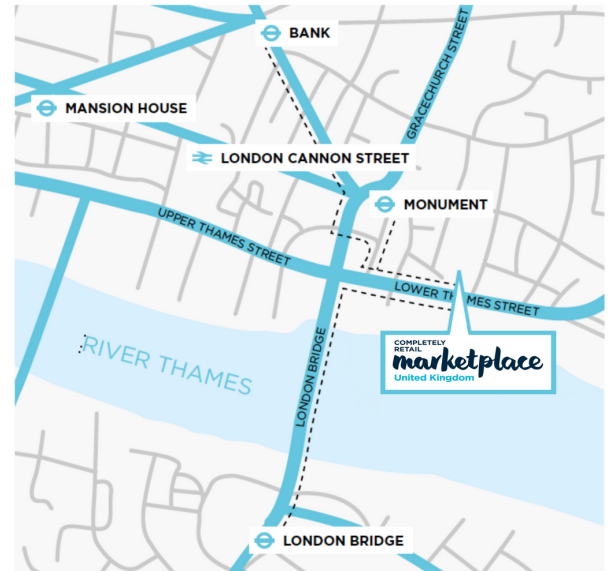 BANK
GRACECHURCH STREET
MANSION HOUSE
LONDON CANNON STREET
MONUMENT
UPPER THAMES STREET
LOWER THAMES STREET
COMPLETELY
RETAIL
marketplace
United Kingdom
RIVER THAMES
LONDON BRIDGE
LONDON BRIDGE